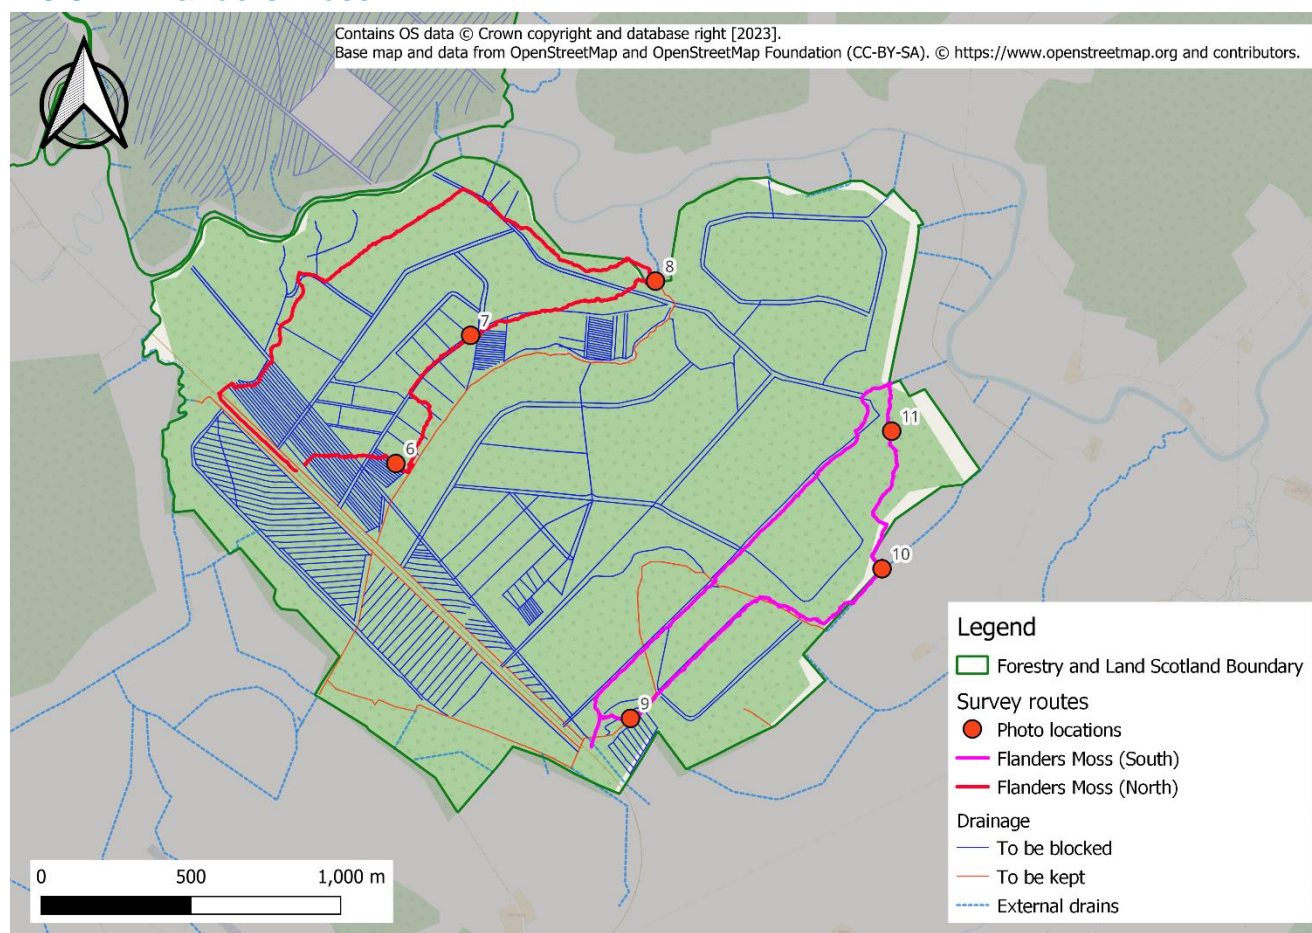 Contains OS data © Crown copyright and database right [2023].
Base map and data from OpenStreetMap and OpenStreetMap Foundation (CC-BY-SA). © https://www.openstreetmap.org and contributors.
8
7
6
11
10
9
Legend
Forestry and Land Scotland Boundary
Survey routes
Photo locations
Flanders Moss (South)
Flanders Moss (North)
Drainage
To be blocked
To be kept
External drains
0 500 1,000 m